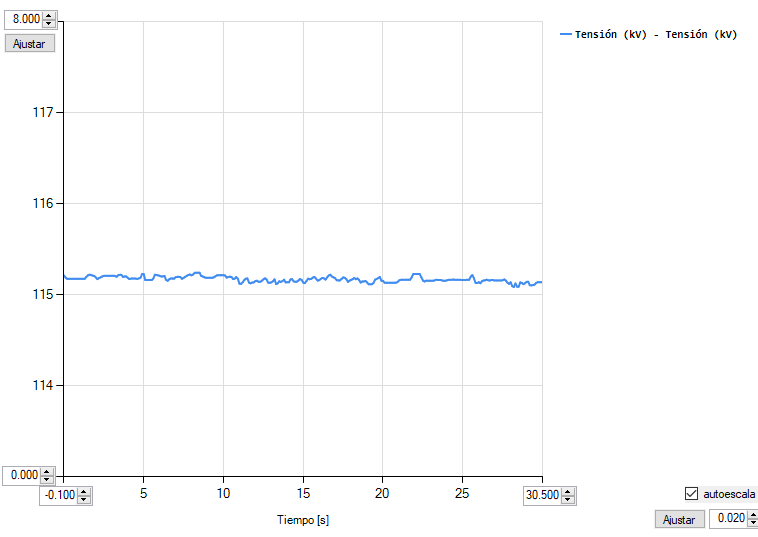 8.000
Ajustar
Tensión (kV) - Tensión (kV)
117
116
115
114
0.000
-0.100 5 10 15 20 25 30.500
Tiempo [s]
autoescala
Ajustar 0.020